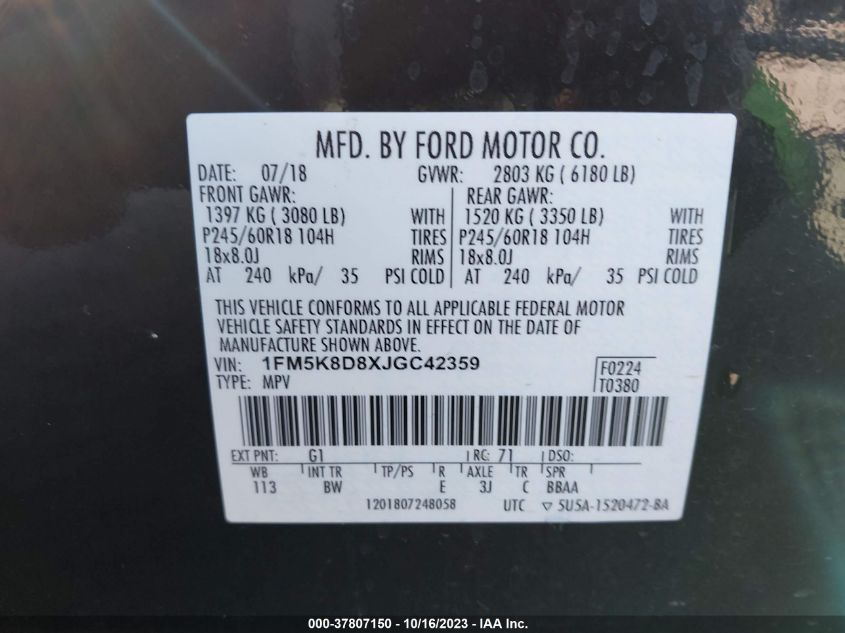 MFD. BY FORD MOTOR CO.
DATE: 07/18 GVWR: 2803 KG ( 6180 LB)
FRONT GAWR: REAR GAWR:
1397 KG ( 3080 LB) WITH 1520 KG ( 3350 LB) WITH
P245/60R18 104H TIRES P245/60R18 104H TIRES
18x8.0J RIMS 18x8.0J RIMS
AT 240 kPa/ 35 PSI COLD AT 240 kPa/ 35 PSI COLD
THIS VEHICLE CONFORMS TO ALL APPLICABLE FEDERAL MOTOR
VEHICLE SAFETY STANDARDS IN EFFECT ON THE DATE OF
MANUFACTURE SHOWN ABOVE.
VIN: 1FM5K8D8XJGC42359 F0224
TYPE: MPV T0380
EXT PNT: G1 RC: 71 DSO:
WB INT TR TP/PS R AXLE TR SPR
113 BW E 3J C BBAA
1201807248058 UTC ▽ 5U5A-1520472-BA
000-37807150 | 10/16/2023 | IAA Inc.